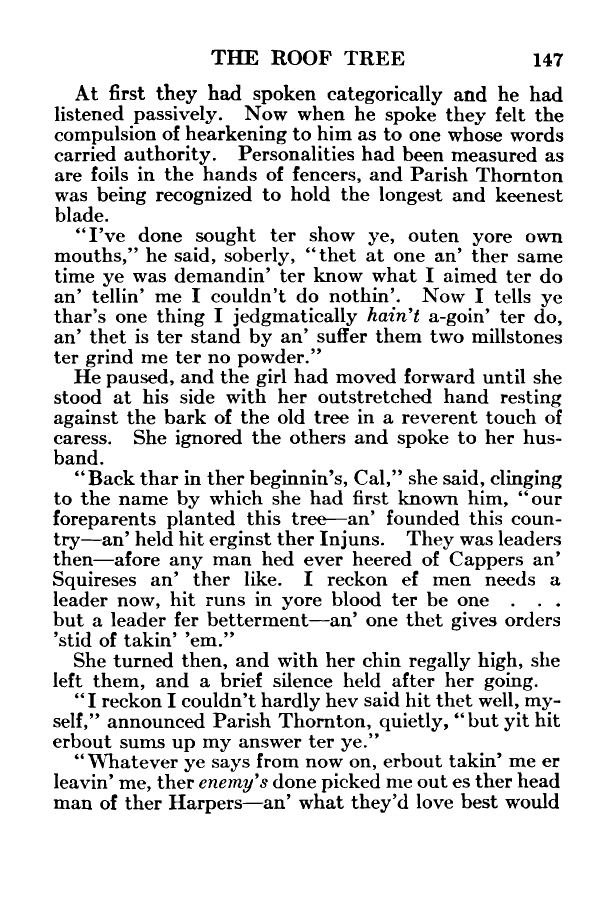 THE ROOF TREE 147
At first they had spoken categorically and he had
listened passively. Now when he spoke they felt the
compulsion of hearkening to him as to one whose words
carried authority. Personalities had been measured as
are foils in the hands of fencers, and Parish Thornton
was being recognized to hold the longest and keenest
blade.
“I’ve done sought ter show ye, outen yore own
mouths,” he said, soberly, “thet at one an’ ther same
time ye was demandin’ ter know what I aimed ter do
an’ tellin’ me I couldn’t do nothin’. Now I tells ye
thar’s one thing I jedgmatically hain’t a-goin’ ter do,
an’ thet is ter stand by an’ suffer them two millstones
ter grind me ter no powder.”
He paused, and the girl had moved forward until she
stood at his side with her outstretched hand resting
against the bark of the old tree in a reverent touch of
caress. She ignored the others and spoke to her hus-
band.
“Back thar in ther beginnin’s, Cal,” she said, clinging
to the name by which she had first known him, “our
foreparents planted this tree—an’ founded this coun-
try—an’ held hit erginst ther Injuns. They was leaders
then—afore any man hed ever heered of Cappers an’
Squireses an’ ther like. I reckon ef men needs a
leader now, hit runs in yore blood ter be one . . .
but a leader fer betterment—an’ one thet gives orders
’stid of takin’ ’em.”
She turned then, and with her chin regally high, she
left them, and a brief silence held after her going.
“I reckon I couldn’t hardly hev said hit thet well, my-
self,” announced Parish Thornton, quietly, “but yit hit
erbout sums up my answer ter ye.”
“Whatever ye says from now on, erbout takin’ me er
leavin’ me, ther enemy’s done picked me out es ther head
man of ther Harpers—an’ what they’d love best would